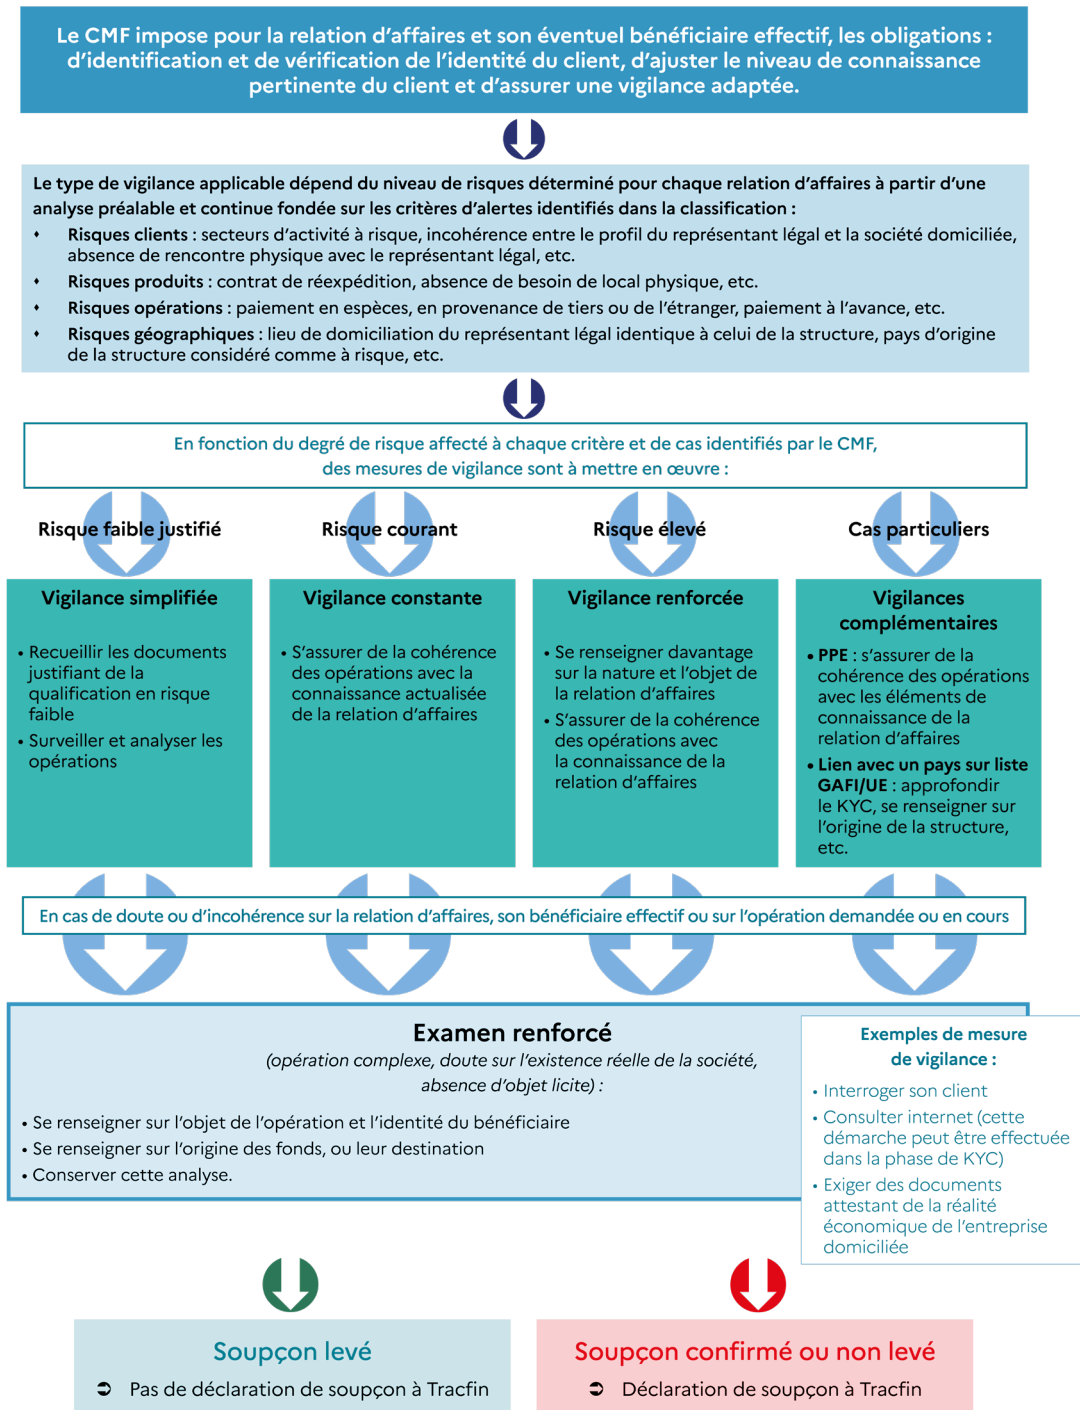 Le CMF impose pour la relation d'affaires et son éventuel bénéficiaire effectif, les obligations :
d'identification et de vérification de l'identité du client, d'ajuster le niveau de connaissance
pertinente du client et d'assurer une vigilance adaptée.
Le type de vigilance applicable dépend du niveau de risques déterminé pour chaque relation d'affaires à partir d'une
analyse préalable et continue fondée sur les critères d'alertes identifiés dans la classification :
♦ Risques clients : secteurs d'activité à risque, incohérence entre le profil du représentant légal et la société domiciliée,
absence de rencontre physique avec le représentant légal, etc.
♦ Risques produits : contrat de réexpédition, absence de besoin de local physique, etc.
♦ Risques opérations : paiement en espèces, en provenance de tiers ou de l'étranger, paiement à l'avance, etc.
♦ Risques géographiques : lieu de domiciliation du représentant légal identique à celui de la structure, pays d'origine
de la structure considéré comme à risque, etc.
En fonction du degré de risque affecté à chaque critère et de cas identifiés par le CMF,
des mesures de vigilance sont à mettre en œuvre :
Risque faible justifié
Vigilance simplifiée
• Recueillir les documents
justifiant de la
qualification en risque
faible
• Surveiller et analyser les
opérations
Risque courant
Vigilance constante
• S'assurer de la cohérence
des opérations avec la
connaissance actualisée
de la relation d'affaires
Risque élevé
Vigilance renforcée
• Se renseigner davantage
sur la nature et l'objet de
la relation d'affaires
• S'assurer de la cohérence
des opérations avec
la connaissance de la
relation d'affaires
Cas particuliers
Vigilances
complémentaires
• PPE : s'assurer de la
cohérence des opérations
avec les éléments de
connaissance de la
relation d'affaires
• Lien avec un pays sur liste
GAFI/UE : approfondir
le KYC, se renseigner sur
l'origine de la structure,
etc.
En cas de doute ou d'incohérence sur la relation d'affaires, son bénéficiaire effectif ou sur l'opération demandée ou en cours
Examen renforcé
(opération complexe, doute sur l'existence réelle de la société,
absence d'objet licite) :
• Se renseigner sur l'objet de l'opération et l'identité du bénéficiaire
• Se renseigner sur l'origine des fonds, ou leur destination
• Conserver cette analyse.
Exemples de mesure
de vigilance :
• Interroger son client
• Consulter internet (cette
démarche peut être effectuée
dans la phase de KYC)
• Exiger des documents
attestant de la réalité
économique de l'entreprise
domiciliée
Soupçon levé
➲ Pas de déclaration de soupçon à Tracfin
Soupçon confirmé ou non levé
➲ Déclaration de soupçon à Tracfin